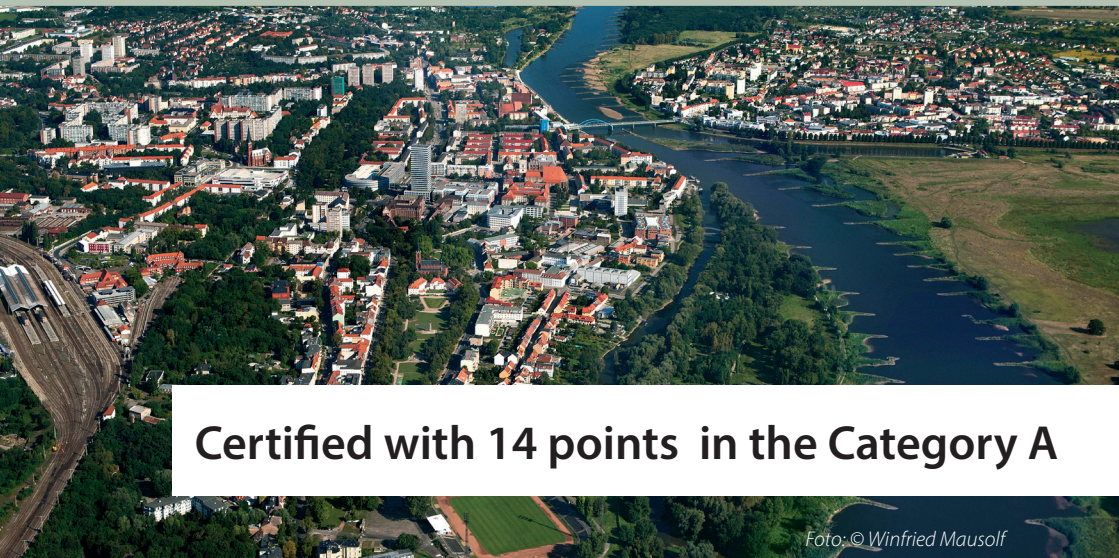 Certified with 14 points in the Category A
Foto: © Winfried Mausolf